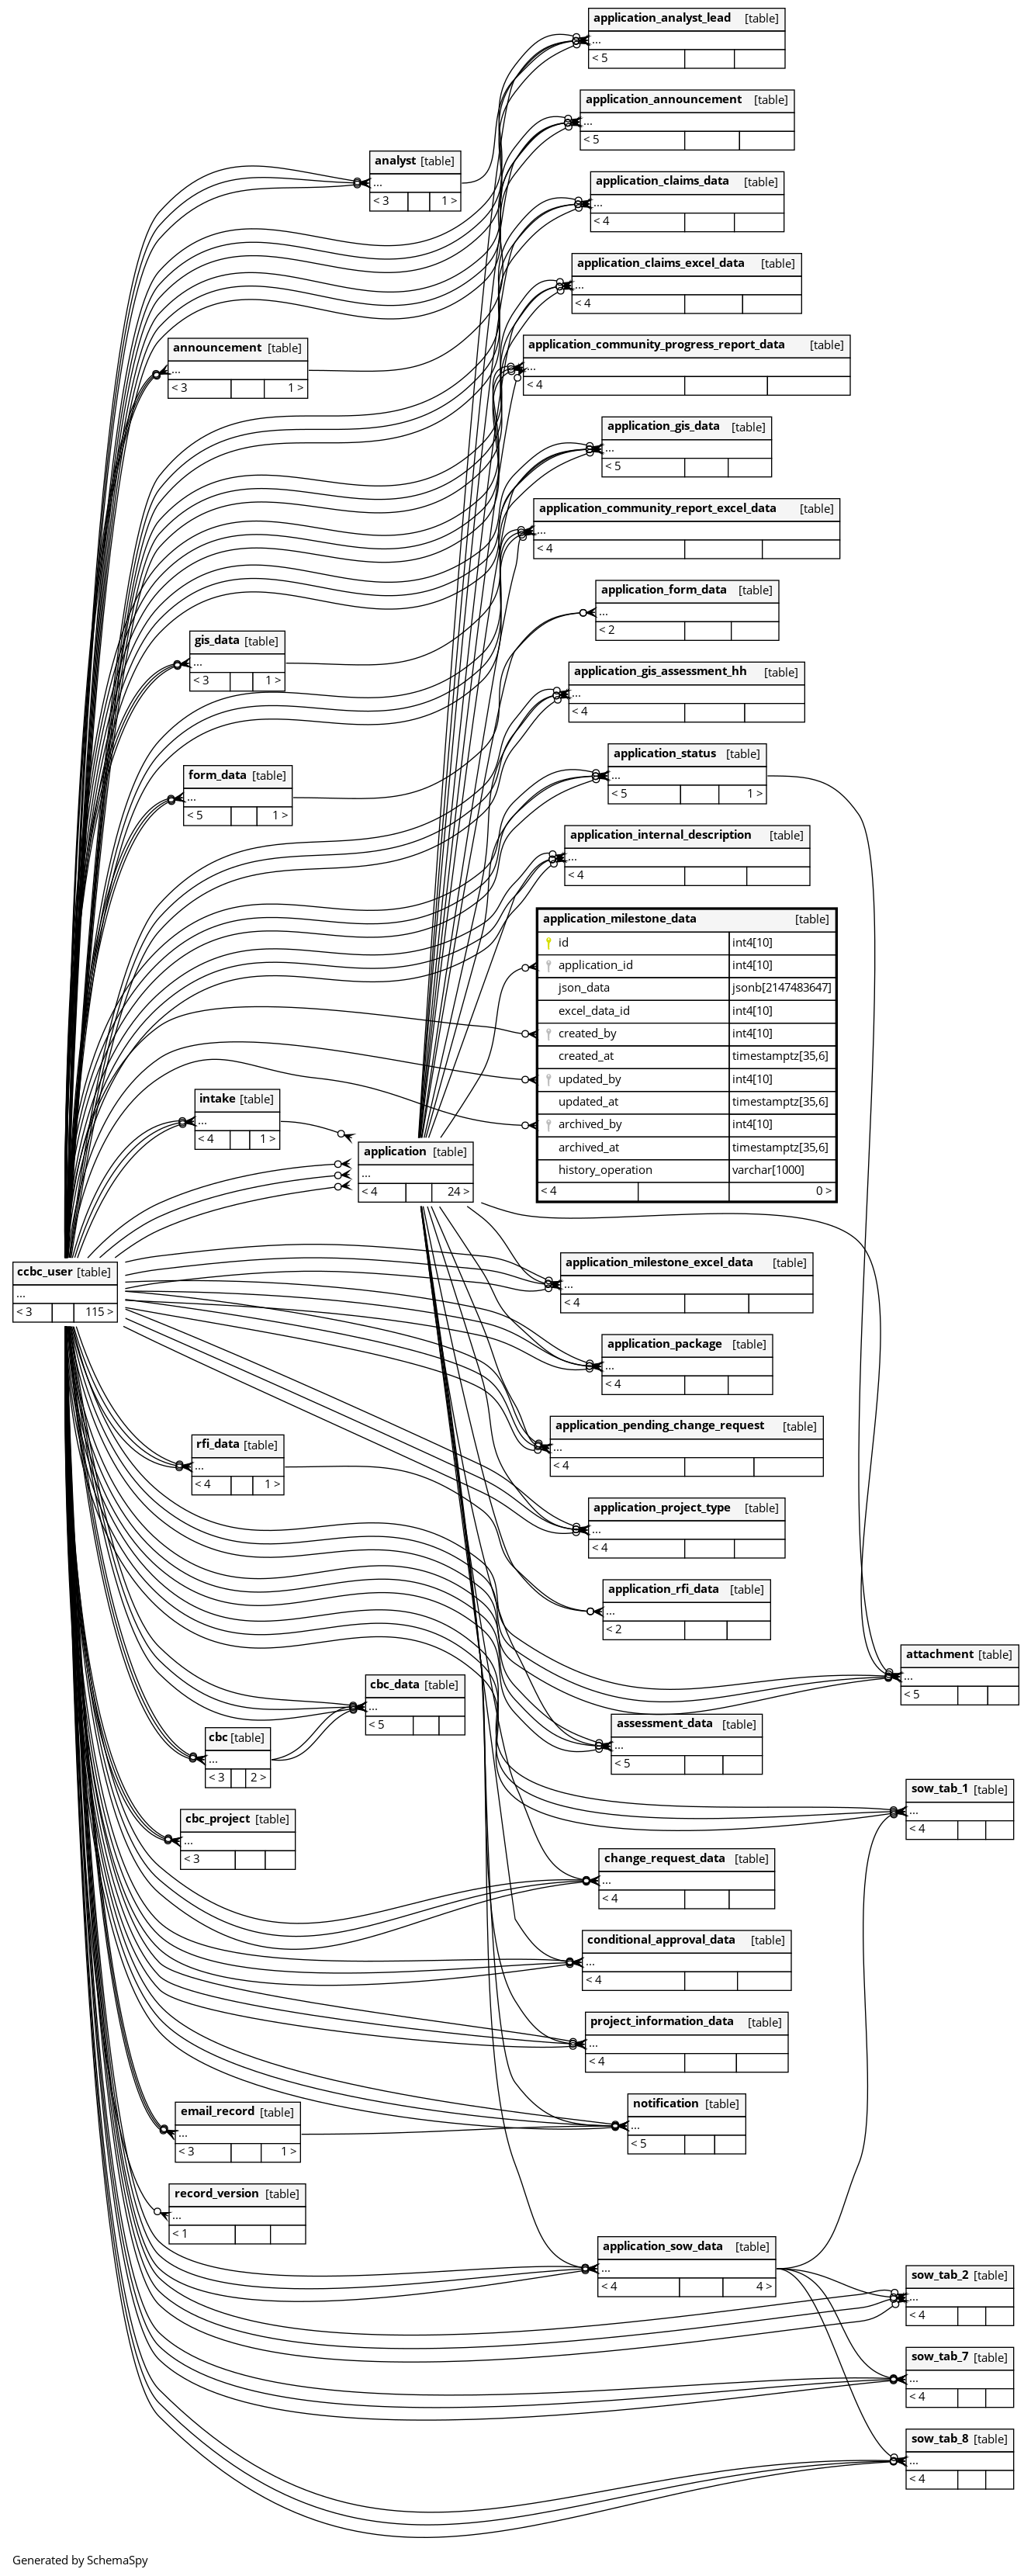 application_analyst_lead [table]
...
< 5
application_announcement [table]
...
< 5
analyst [table]
...
< 3 1 >
application_claims_data [table]
...
< 4
application_claims_excel_data [table]
...
< 4
announcement [table]
...
< 3 1 >
application_community_progress_report_data [table]
...
< 4
application_gis_data [table]
...
< 5
application_community_report_excel_data [table]
...
< 4
application_form_data [table]
...
< 2
gis_data [table]
...
< 3 1 >
application_gis_assessment_hh [table]
...
< 4
application_status [table]
...
< 5 1 >
form_data [table]
...
< 5 1 >
application_internal_description [table]
...
< 4
application_milestone_data [table]
id int4[10]
application_id int4[10]
json_data jsonb[2147483647]
excel_data_id int4[10]
created_by int4[10]
created_at timestamptz[35,6]
updated_by int4[10]
updated_at timestamptz[35,6]
archived_by int4[10]
archived_at timestamptz[35,6]
history_operation varchar[1000]
< 4 0 >
intake [table]
...
< 4 1 >
application [table]
...
< 4 24 >
ccbc_user [table]
...
< 3 115 >
application_milestone_excel_data [table]
...
< 4
application_package [table]
...
< 4
application_pending_change_request [table]
...
< 4
rfi_data [table]
...
< 4 1 >
application_project_type [table]
...
< 4
application_rfi_data [table]
...
< 2
attachment [table]
...
< 5
cbc_data [table]
...
< 5
assessment_data [table]
...
< 5
cbc [table]
...
< 3 2 >
sow_tab_1 [table]
...
< 4
cbc_project [table]
...
< 3
change_request_data [table]
...
< 4
conditional_approval_data [table]
...
< 4
project_information_data [table]
...
< 4
notification [table]
...
< 5
email_record [table]
...
< 3 1 >
record_version [table]
...
< 1
application_sow_data [table]
...
< 4 4 >
sow_tab_2 [table]
...
< 4
sow_tab_7 [table]
...
< 4
sow_tab_8 [table]
...
< 4
Generated by SchemaSpy